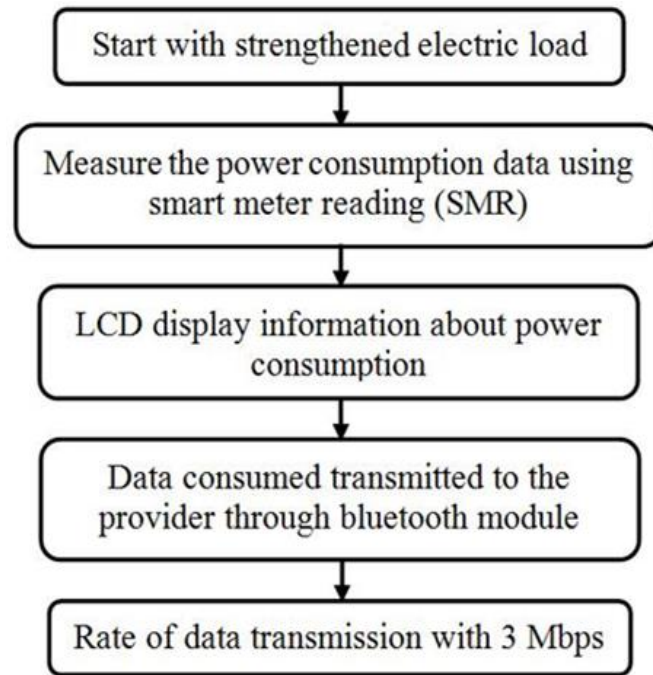 Start with strengthened electric load
Measure the power consumption data using
smart meter reading (SMR)
LCD display information about power
consumption
Data consumed transmitted to the
provider through bluetooth module
Rate of data transmission with 3 Mbps